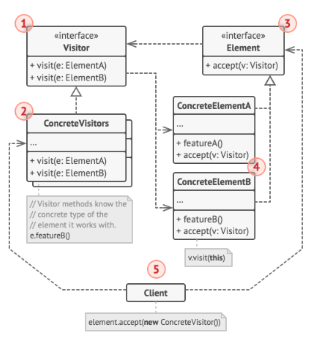 1
«interface»
Visitor
+ visit(e: ElementA)
+ visit(e: ElementB)
3
«interface»
Element
+ accept(v: Visitor)
2
ConcreteVisitors
...
+ visit(e: ElementA)
+ visit(e: ElementB)
// Visitor methods know the
// concrete type of the
// element it works with.
e.featureB()
ConcreteElementA
...
+ featureA()
+ accept(v: Visitor)
4
ConcreteElementB
...
+ featureB()
+ accept(v: Visitor)
v.visit(this)
5
Client
element.accept(new ConcreteVisitor())